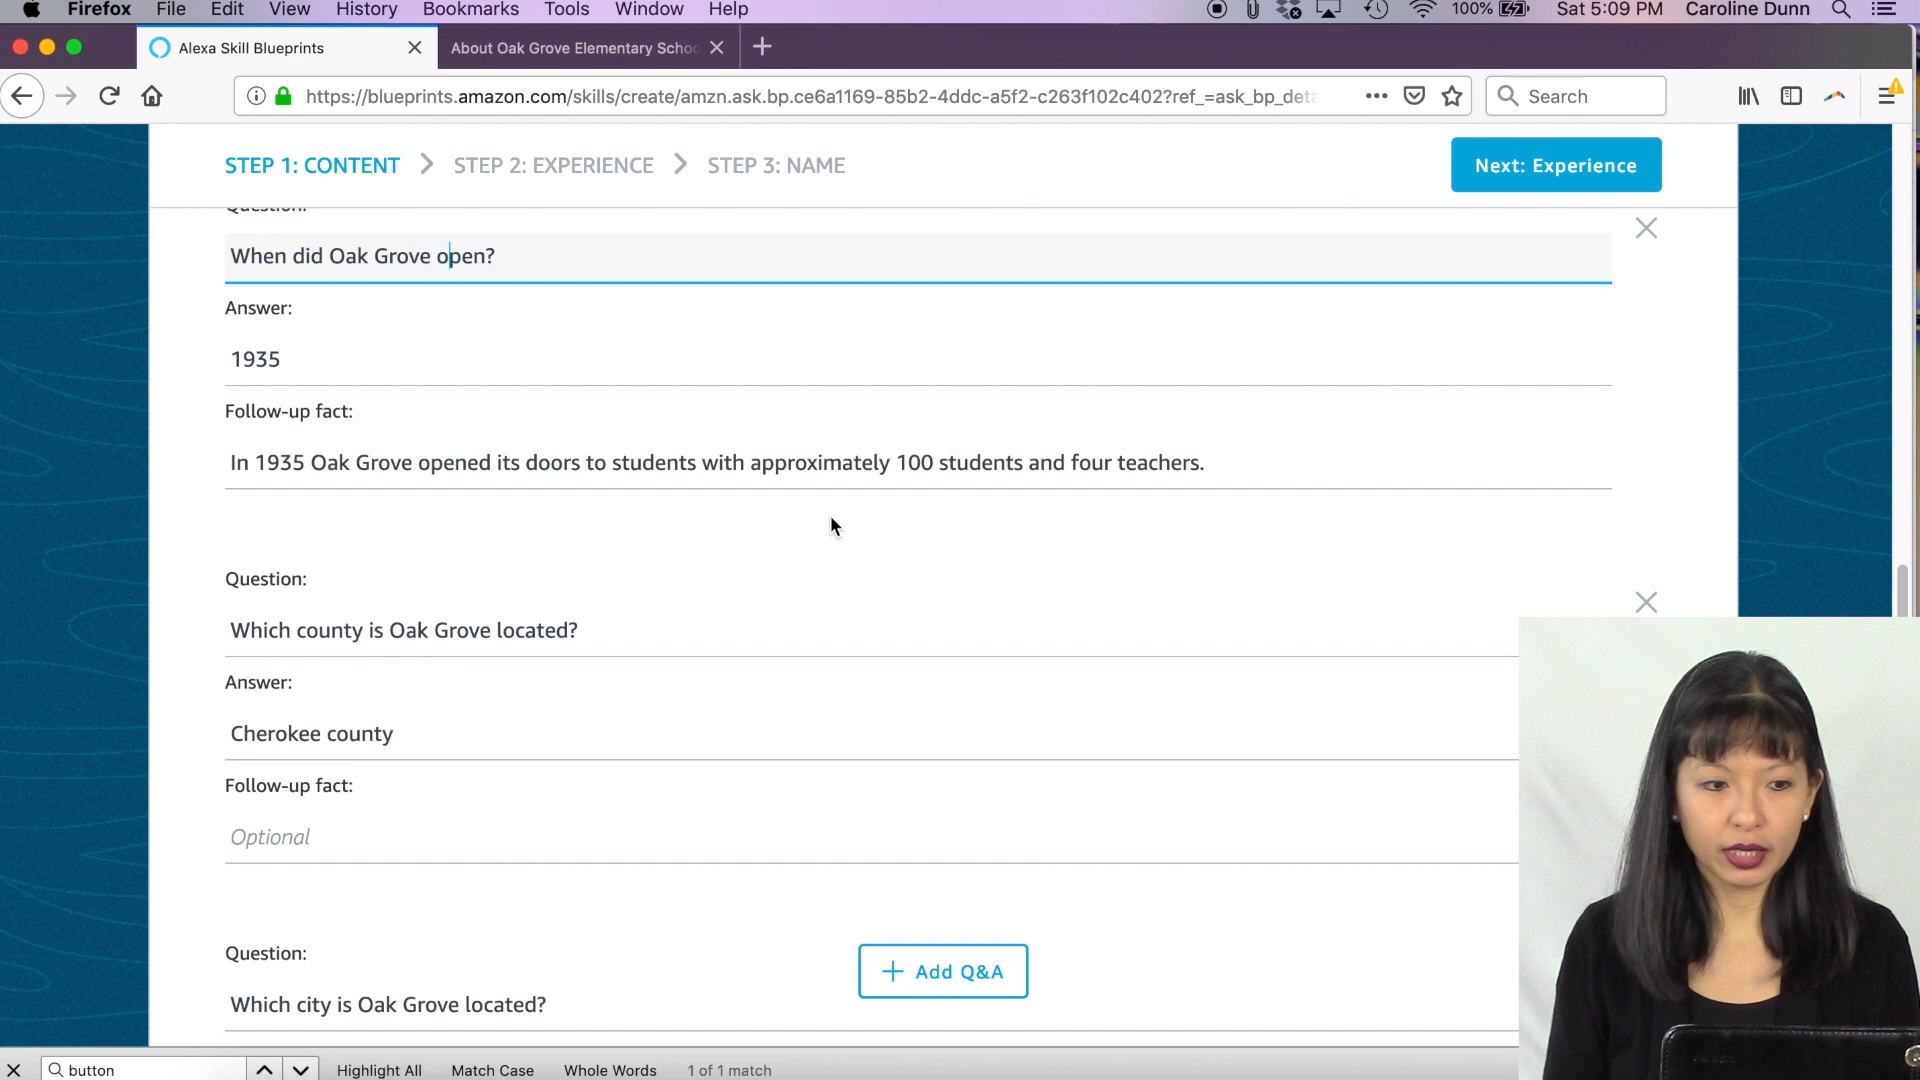 Firefox File Edit View History Bookmarks Tools Window Help 100% Sat 5:09 PM Caroline Dunn
Alexa Skill Blueprints About Oak Grove Elementary Schoo
https://blueprints.amazon.com/skills/create/amzn.ask.bp.ce6a1169-85b2-4ddc-a5f2-c263f102c402?ref_=ask_bp_deta Search
STEP 1: CONTENT STEP 2: EXPERIENCE STEP 3: NAME Next: Experience
Question:
When did Oak Grove open?
Answer:
1935
Follow-up fact:
In 1935 Oak Grove opened its doors to students with approximately 100 students and four teachers.
Question:
Which county is Oak Grove located?
Answer:
Cherokee county
Follow-up fact:
Optional
Question:
Add Q&A
Which city is Oak Grove located?
button Highlight All Match Case Whole Words 1 of 1 match